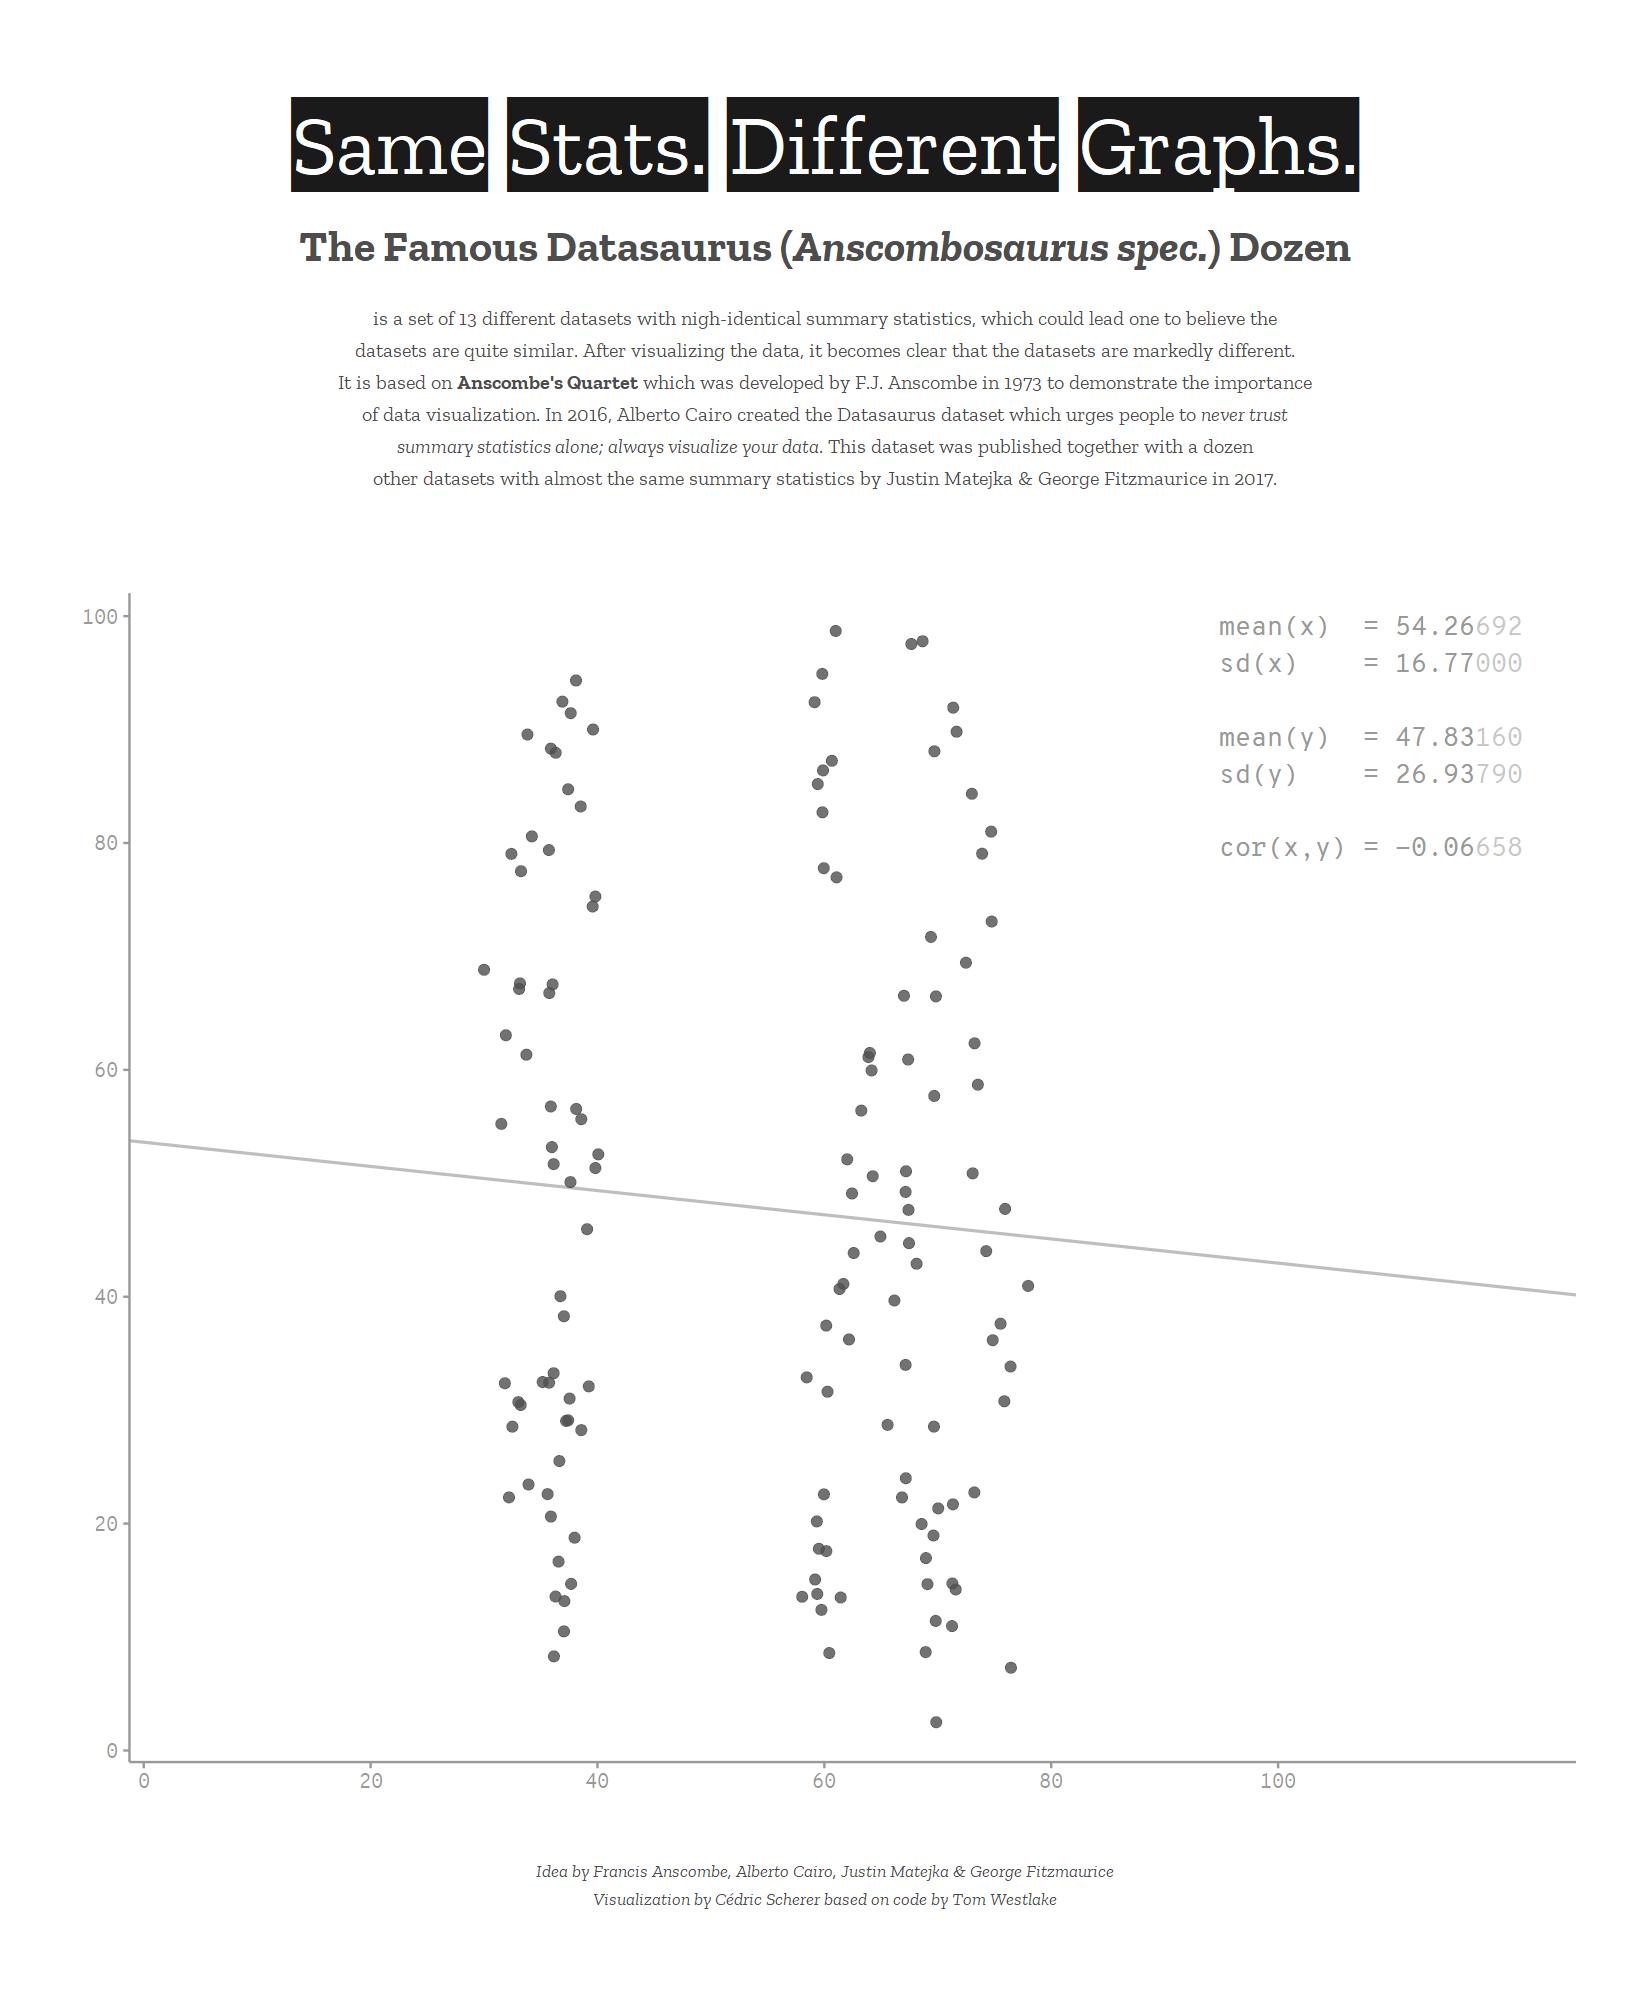 Same Stats. Different Graphs.
The Famous Datasaurus (Anscombosaurus spec.) Dozen
is a set of 13 different datasets with nigh-identical summary statistics, which could lead one to believe the
datasets are quite similar. After visualizing the data, it becomes clear that the datasets are markedly different.
It is based on Anscombe's Quartet which was developed by F.J. Anscombe in 1973 to demonstrate the importance
of data visualization. In 2016, Alberto Cairo created the Datasaurus dataset which urges people to never trust
summary statistics alone; always visualize your data. This dataset was published together with a dozen
other datasets with almost the same summary statistics by Justin Matejka & George Fitzmaurice in 2017.
mean(x) = 54.26692
sd(x) = 16.77000
mean(y) = 47.83160
sd(y) = 26.93790
cor(x,y) = −0.06658
100
80
60
40
20
0
0 20 40 60 80 100
Idea by Francis Anscombe, Alberto Cairo, Justin Matejka & George Fitzmaurice
Visualization by Cédric Scherer based on code by Tom Westlake